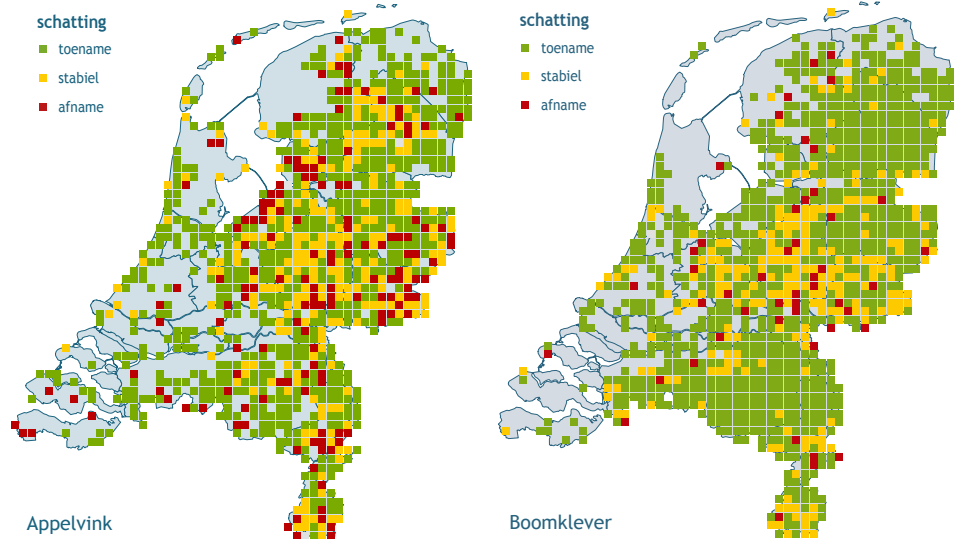 schatting
toename
stabiel
afname
Appelvink
schatting
toename
stabiel
afname
Boomklever